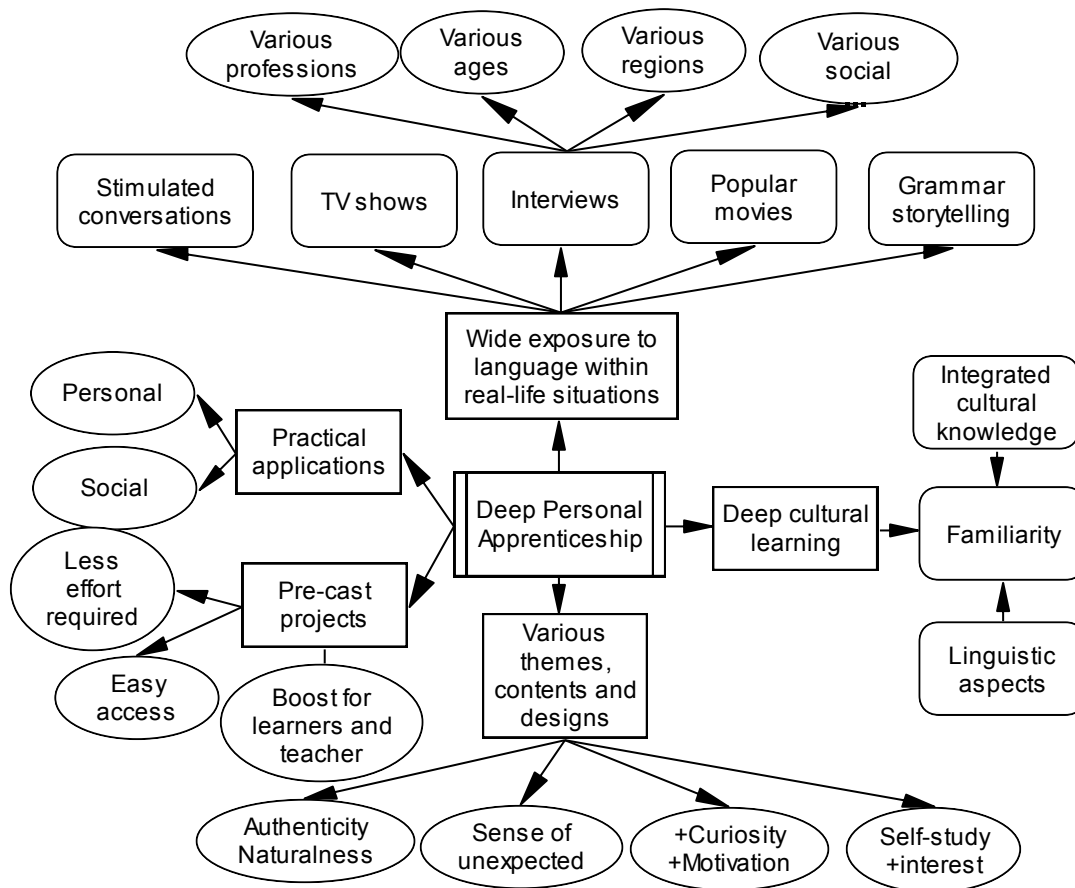 Various
professions
Various
ages
Various
regions
Various
social
Stimulated
conversations
TV shows
Interviews
Popular
movies
Grammar
storytelling
Wide exposure to
language within
real-life situations
Personal
Practical
applications
Social
Deep Personal
Apprenticeship
Deep cultural
learning
Integrated
cultural
knowledge
Familiarity
Linguistic
aspects
Less
effort
required
Pre-cast
projects
Easy
access
Boost for
learners and
teacher
Various
themes,
contents and
designs
Authenticity
Naturalness
Sense of
unexpected
+Curiosity
+Motivation
Self-study
+interest